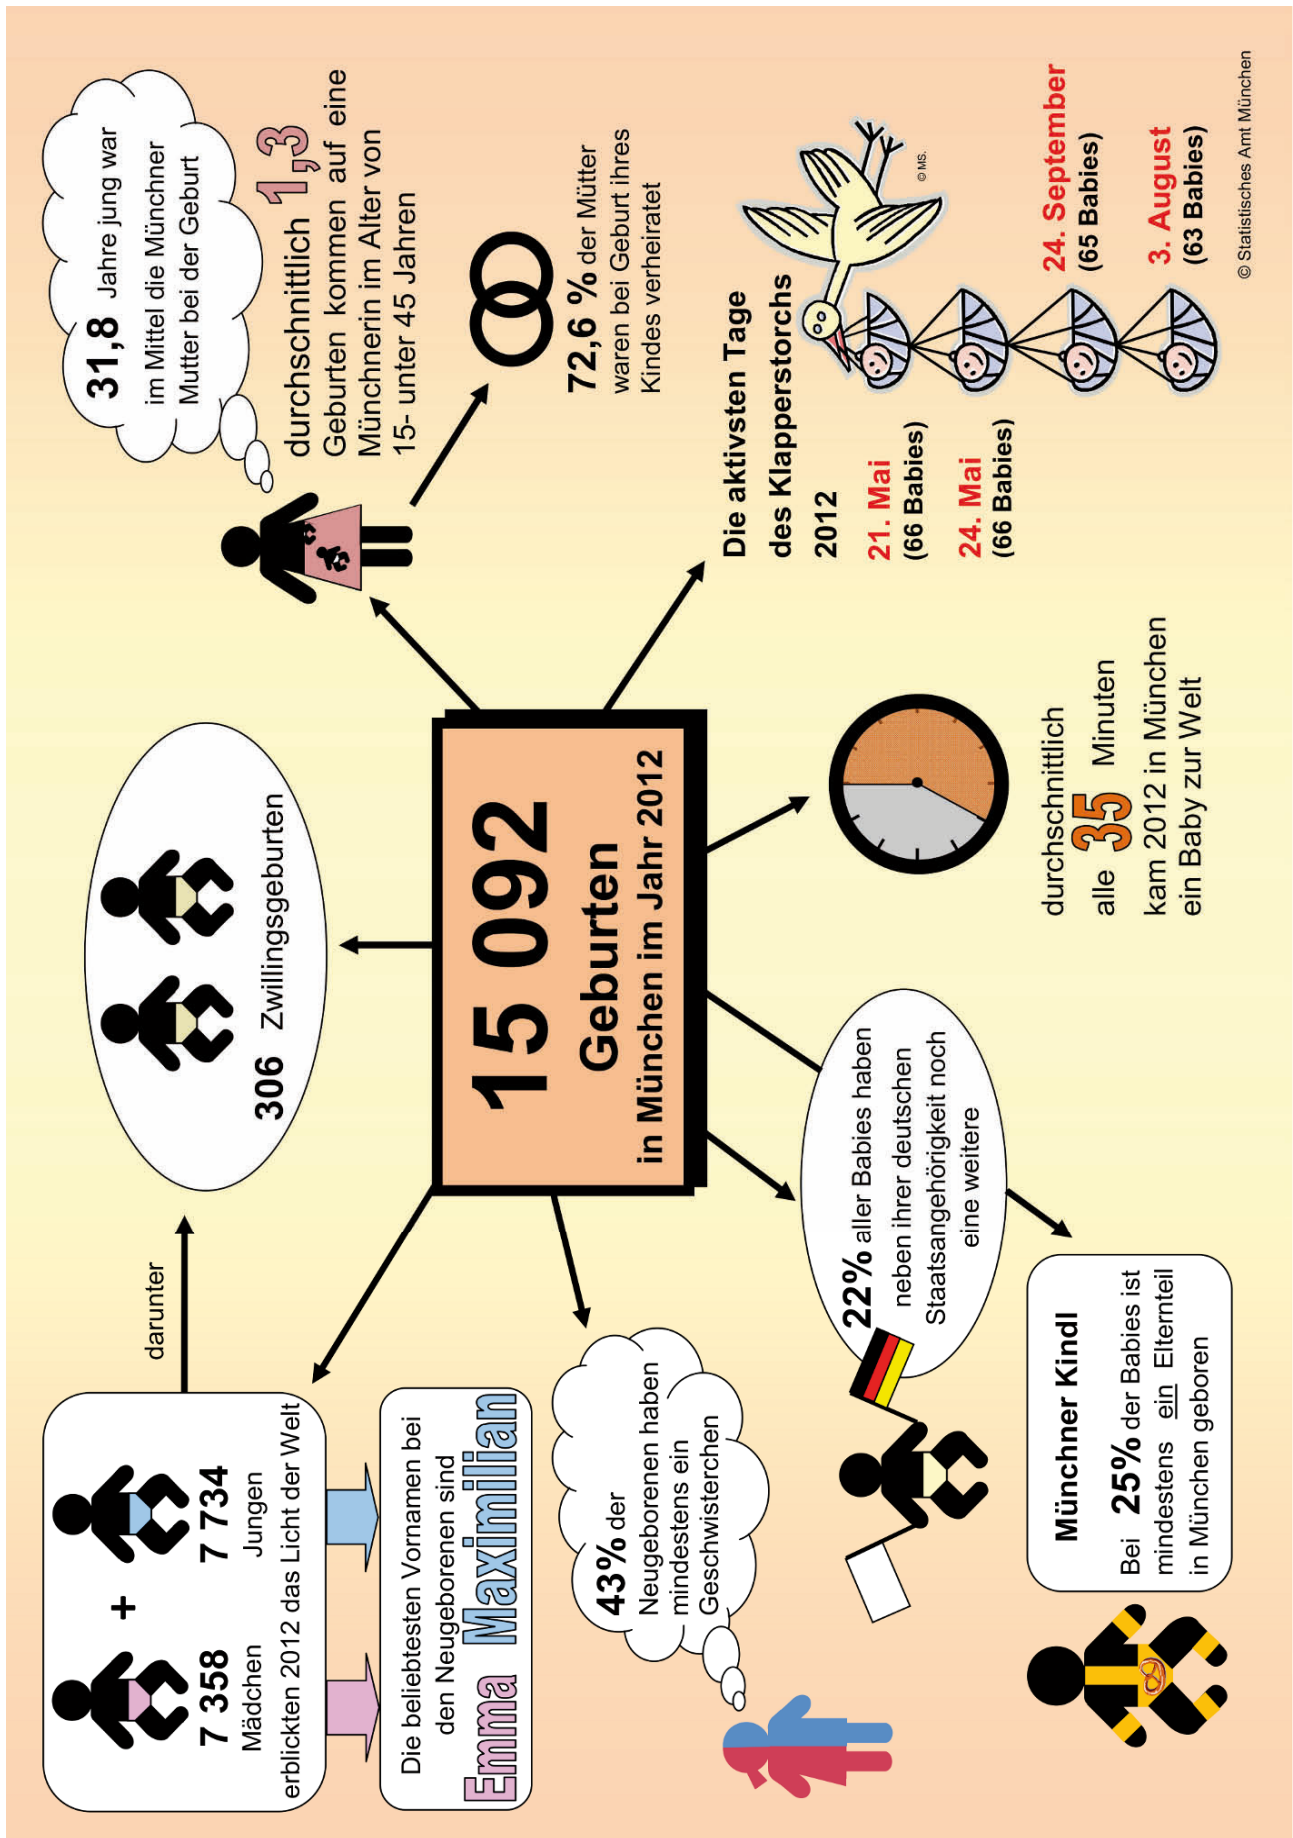 7 358
Mädchen
+
7 734
Jungen
erblickten 2012 das Licht der Welt
darunter
306 Zwillingsgeburten
31,8 Jahre jung war
im Mittel die Münchner
Mutter bei der Geburt
durchschnittlich 1,3
Geburten kommen auf eine
Münchnerin im Alter von
15- unter 45 Jahren
Die beliebtesten Vornamen bei
den Neugeborenen sind
Emma Maximilian
15 092
Geburten
in München im Jahr 2012
72,6 % der Mütter
waren bei Geburt ihres
Kindes verheiratet
43% der
Neugeborenen haben
mindestens ein
Geschwisterchen
22% aller Babies haben
neben ihrer deutschen
Staatsangehörigkeit noch
eine weitere
Münchner Kindl
Bei 25% der Babies ist
mindestens ein Elternteil
in München geboren
durchschnittlich
alle 35 Minuten
kam 2012 in München
ein Baby zur Welt
Die aktivsten Tage
des Klapperstorchs
2012
21. Mai
(66 Babies)
24. Mai
(66 Babies)
© MS.
24. September
(65 Babies)
3. August
(63 Babies)
© Statistisches Amt München